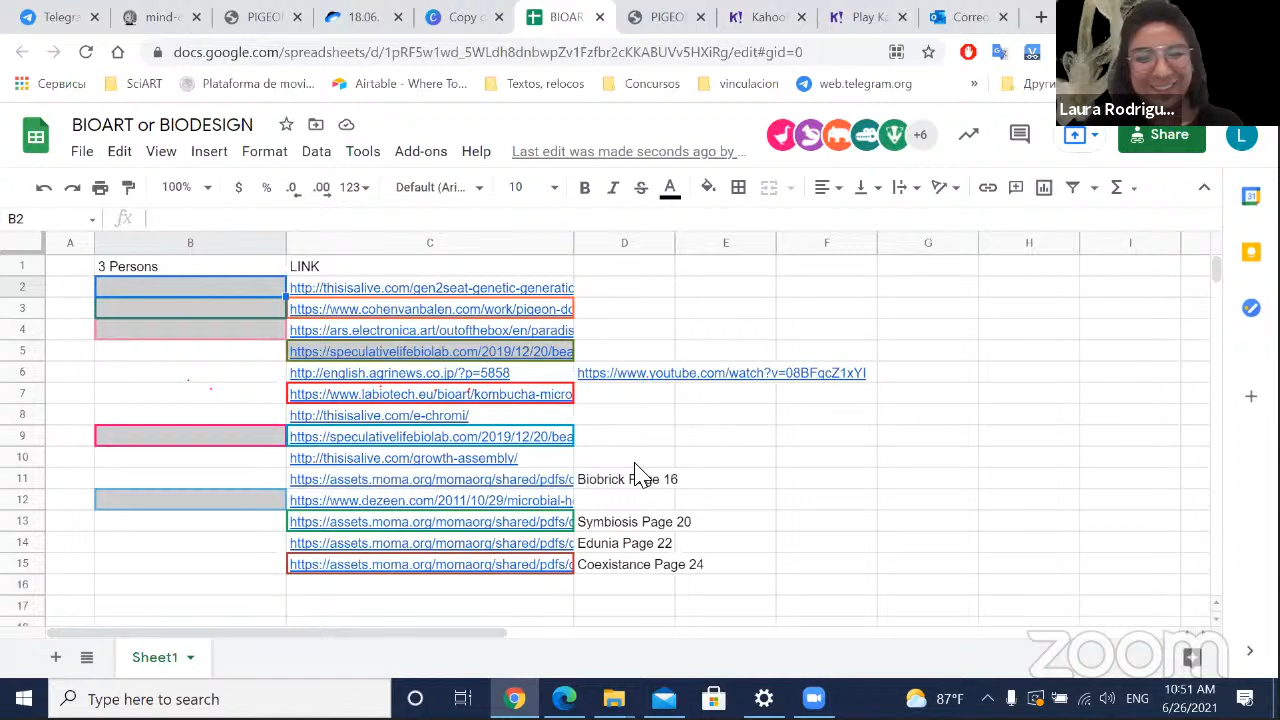 Telegra
mind-
PIGEO
18.06.
Copy c
BIOAR
PIGEO
Kahoo
Play Ka
Correo
docs.google.com/spreadsheets/d/1pRF5w1wd_5WLdh8dnbwpZv1Fzfbr2cKKABUVv5HXiRg/edit#gid=0
Сервисы
SciART
Plataforma de movi...
Airtable - Where To...
Textos, relocos
Concursos
vinculacion
web.telegram.org
»
Други
Laura Rodrigu...
BIOART or BIODESIGN
+6
Share
L
File Edit View Insert Format Data Tools Add-ons Help
Last edit was made seconds ago by ...
100% $ % .0 .00 123 Default (Ari... 10 B I S A
B2 fx
A B C D E F G H I
1 3 Persons LINK
2 http://thisisalive.com/gen2seat-genetic-generatic
3 https://www.cohenvanbalen.com/work/pigeon-dc
4 https://ars.electronica.art/outofthebox/en/paradis
5 https://speculativelifebiolab.com/2019/12/20/bea
6 http://english.agrinews.co.jp/?p=5858 https://www.youtube.com/watch?v=08BFqcZ1xYI
7 https://www.labiotech.eu/bioart/kombucha-micro
8 http://thisisalive.com/e-chromi/
9 https://speculativelifebiolab.com/2019/12/20/bea
10 http://thisisalive.com/growth-assembly/
11 https://assets.moma.org/momaorg/shared/pdfs/c Biobrick Page 16
12 https://www.dezeen.com/2011/10/29/microbial-h
13 https://assets.moma.org/momaorg/shared/pdfs/c Symbiosis Page 20
14 https://assets.moma.org/momaorg/shared/pdfs/c Edunia Page 22
15 https://assets.moma.org/momaorg/shared/pdfs/c Coexistance Page 24
16
17
Sheet1
zoom
Type here to search
87°F
ENG
10:51 AM
6/26/2021